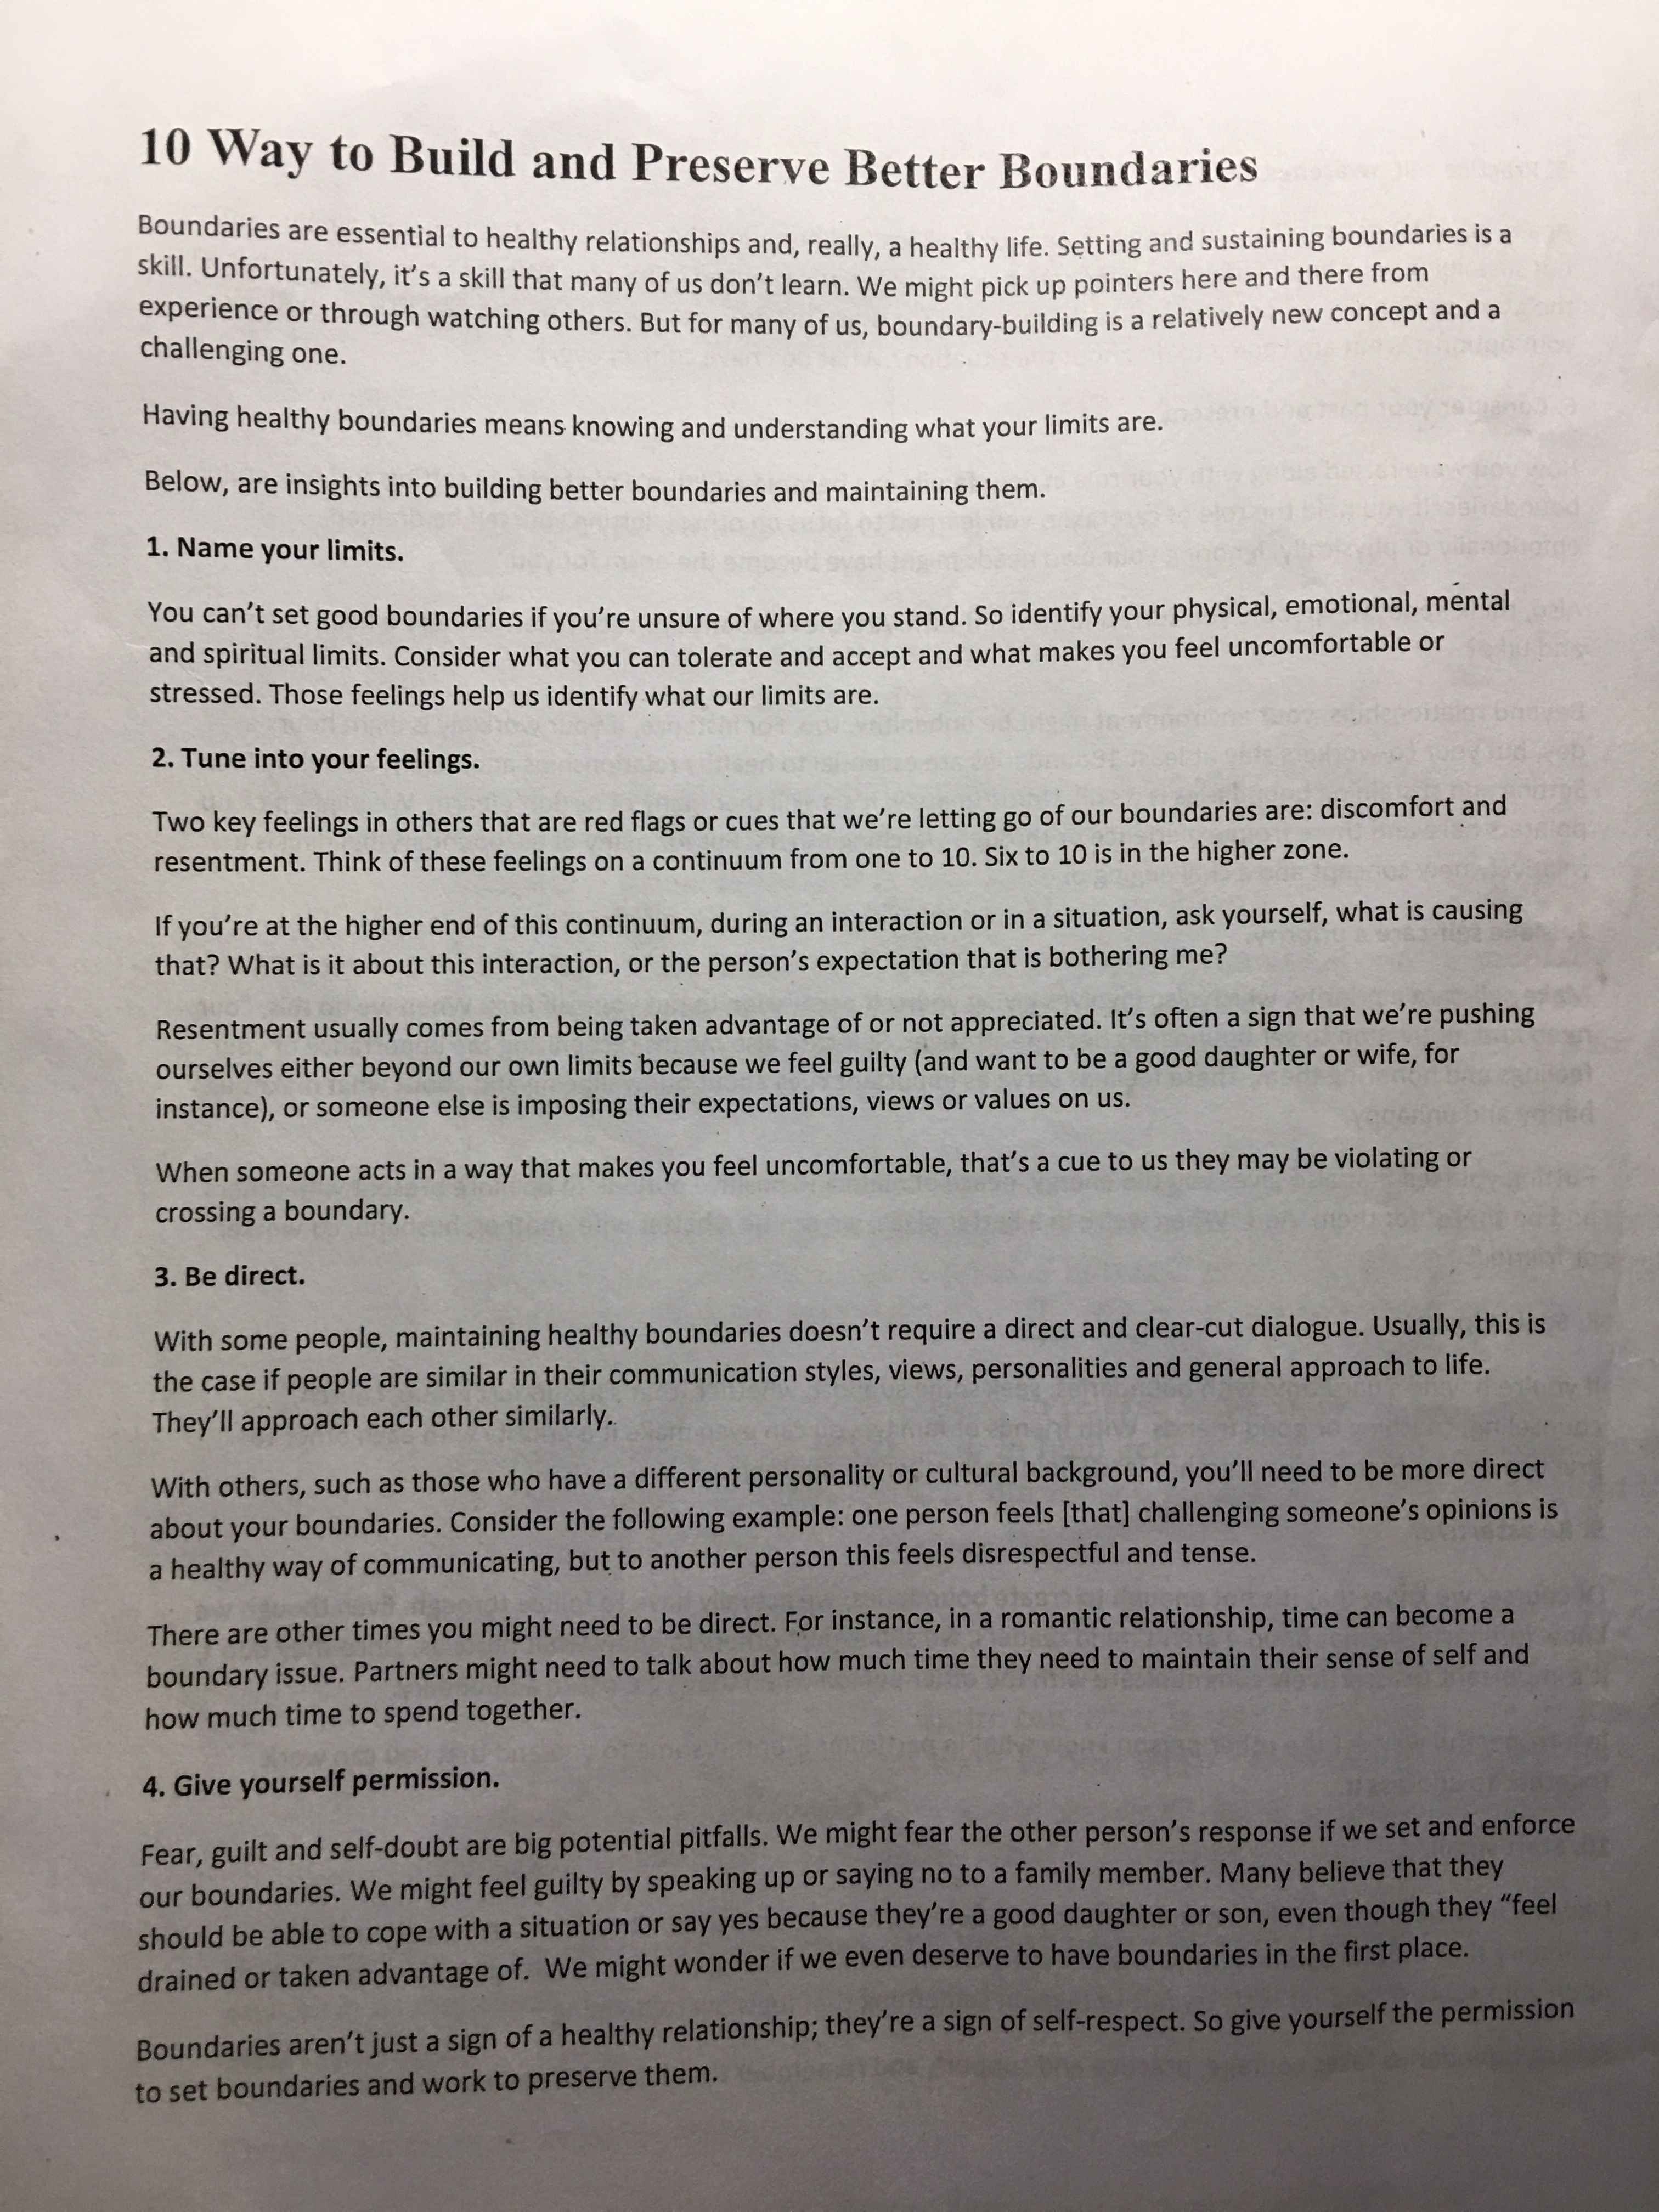 10 Way to Build and Preserve Better Boundaries
Boundaries are essential to healthy relationships and, really, a healthy life. Setting and sustaining boundaries is a
skill. Unfortunately, it's a skill that many of us don't learn. We might pick up pointers here and there from
experience or through watching others. But for many of us, boundary-building is a relatively new concept and a
challenging one.
Having healthy boundaries means knowing and understanding what your limits are.
Below, are insights into building better boundaries and maintaining them.
1. Name your limits.
You can't set good boundaries if you're unsure of where you stand. So identify your physical, emotional, mental
and spiritual limits. Consider what you can tolerate and accept and what makes you feel uncomfortable or
stressed. Those feelings help us identify what our limits are.
2. Tune into your feelings.
Two key feelings in others that are red flags or cues that we're letting go of our boundaries are: discomfort and
resentment. Think of these feelings on a continuum from one to 10. Six to 10 is in the higher zone.
If you're at the higher end of this continuum, during an interaction or in a situation, ask yourself, what is causing
that? What is it about this interaction, or the person's expectation that is bothering me?
Resentment usually comes from being taken advantage of or not appreciated. It's often a sign that we're pushing
ourselves either beyond our own limits because we feel guilty (and want to be a good daughter or wife, for
instance), or someone else is imposing their expectations, views or values on us.
When someone acts in a way that makes you feel uncomfortable, that's a cue to us they may be violating or
crossing a boundary.
3. Be direct.
With some people, maintaining healthy boundaries doesn't require a direct and clear-cut dialogue. Usually, this is
the case if people are similar in their communication styles, views, personalities and general approach to life.
They'll approach each other similarly.
With others, such as those who have a different personality or cultural background, you'll need to be more direct
about your boundaries. Consider the following example: one person feels [that] challenging someone's opinions is
a healthy way of communicating, but to another person this feels disrespectful and tense.
There are other times you might need to be direct. For instance, in a romantic relationship, time can become a
boundary issue. Partners might need to talk about how much time they need to maintain their sense of self and
how much time to spend together.
4. Give yourself permission.
Fear, guilt and self-doubt are big potential pitfalls. We might fear the other person's response if we set and enforce
our boundaries. We might feel guilty by speaking up or saying no to a family member. Many believe that they
should be able to cope with a situation or say yes because they're a good daughter or son, even though they "feel
drained or taken advantage of.  We might wonder if we even deserve to have boundaries in the first place.
Boundaries aren't just a sign of a healthy relationship; they're a sign of self-respect. So give yourself the permission
to set boundaries and work to preserve them.